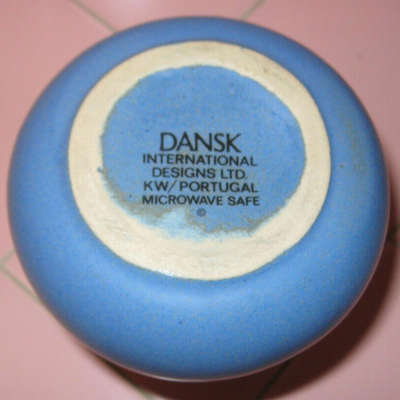 DANSK
INTERNATIONAL
DESIGNS LTD.
KW/PORTUGAL
MICROWAVE SAFE
©